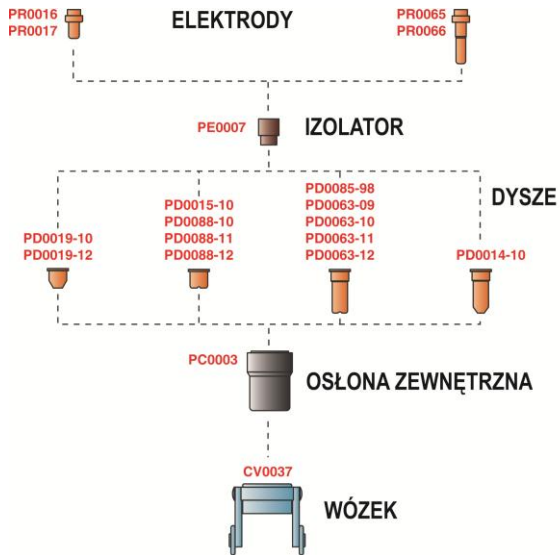 PR0016
PR0017
ELEKTRODY
PR0065
PR0066
PE0007
IZOLATOR
DYSZE
PD0019-10
PD0019-12
PD0015-10
PD0088-10
PD0088-11
PD0088-12
PD0085-98
PD0063-09
PD0063-10
PD0063-11
PD0063-12
PD0014-10
PC0003
OSŁONA ZEWNĘTRZNA
CV0037
WÓZEK